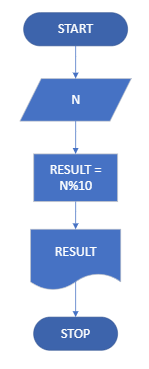 START
N
RESULT =
N%10
RESULT
STOP